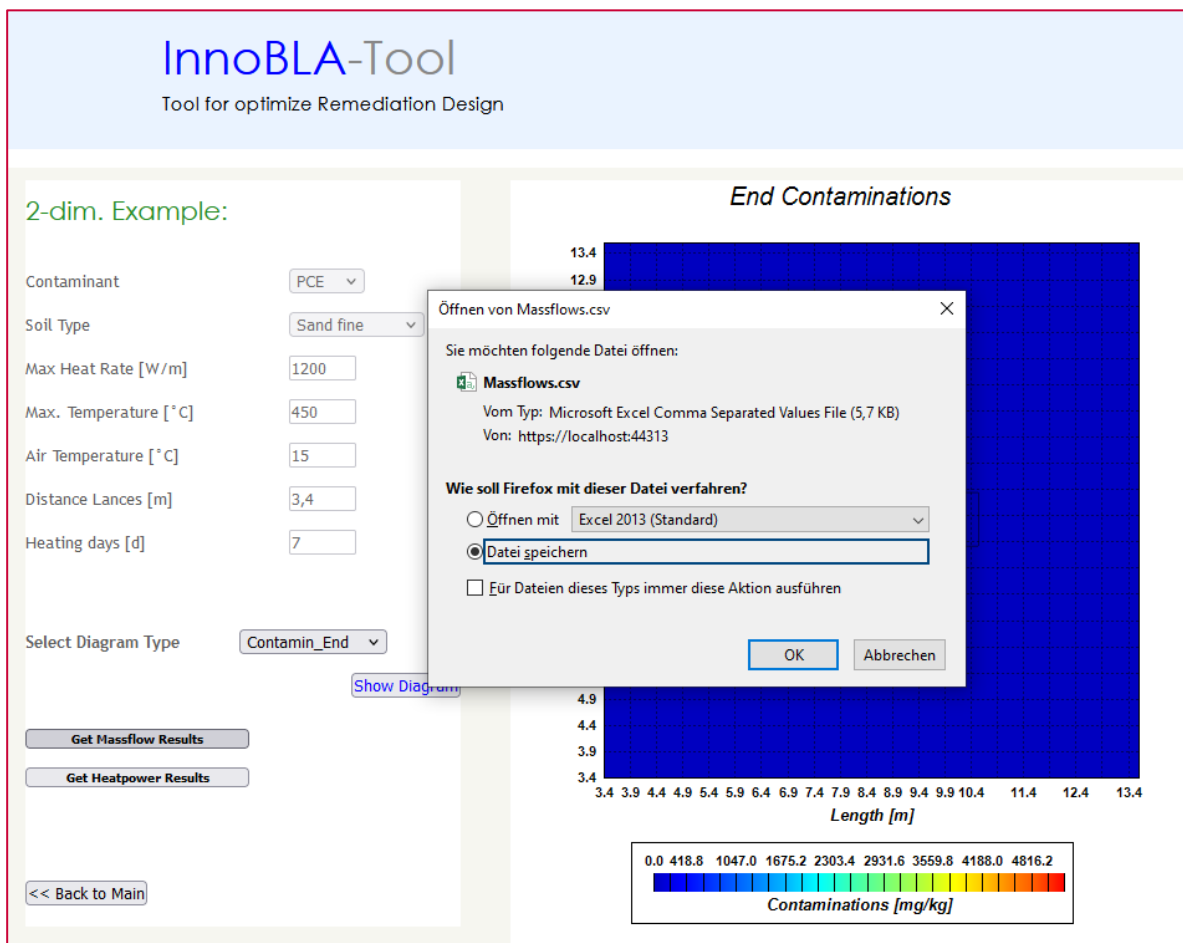 InnoBLA-Tool
Tool for optimize Remediation Design
2-dim. Example:
Contaminant
PCE
Soil Type
Sand fine
Max Heat Rate [W/m]
1200
Max. Temperature [°C]
450
Air Temperature [°C]
15
Distance Lances [m]
3,4
Heating days [d]
7
Select Diagram Type
Contamin_End
Show Diagram
Get Massflow Results
Get Heatpower Results
<< Back to Main
End Contaminations
13.4
12.9
Öffnen von Massflows.csv
Sie möchten folgende Datei öffnen:
Massflows.csv
Vom Typ: Microsoft Excel Comma Separated Values File (5,7 KB)
Von: https://localhost:44313
Wie soll Firefox mit dieser Datei verfahren?
Öffnen mit
Excel 2013 (Standard)
Datei speichern
Für Dateien dieses Typs immer diese Aktion ausführen
OK
Abbrechen
4.9
4.4
3.9
3.4
3.4 3.9 4.4 4.9 5.4 5.9 6.4 6.9 7.4 7.9 8.4 8.9 9.4 9.9 10.4 11.4 12.4 13.4
Length [m]
0.0 418.8 1047.0 1675.2 2303.4 2931.6 3559.8 4188.0 4816.2
Contaminations [mg/kg]